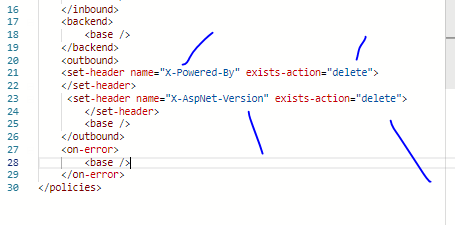 16 </inbound>
17 <backend>
18 <base />
19 </backend>
20 <outbound>
21 <set-header name="X-Powered-By" exists-action="delete">
22 </set-header>
23 <set-header name="X-AspNet-Version" exists-action="delete">
24 </set-header>
25 <base />
26 </outbound>
27 <on-error>
28 <base />
29 </on-error>
30 </policies>